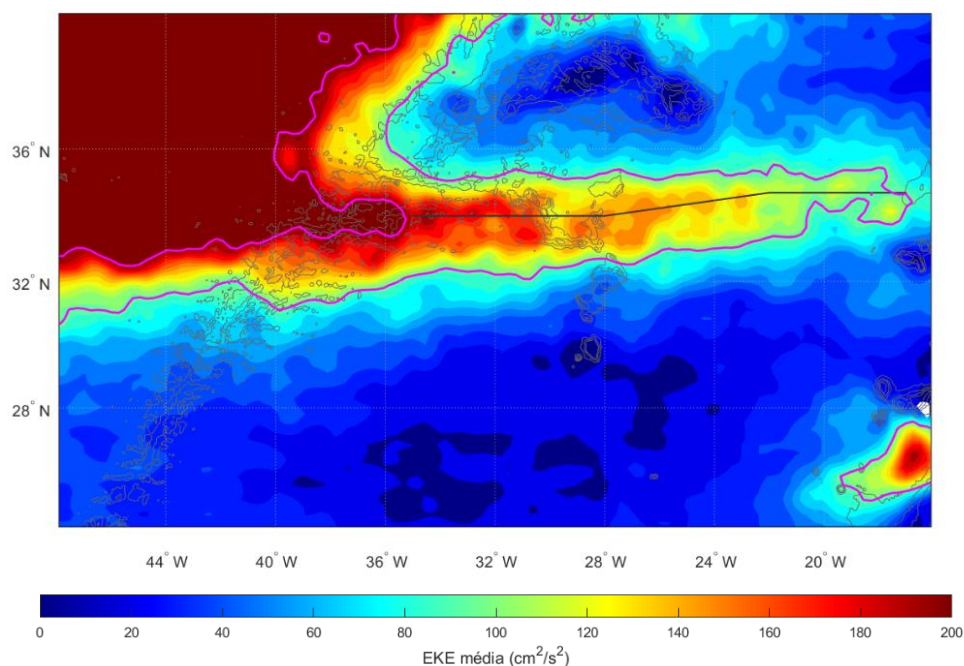 36° N
32° N
28° N
44° W 40° W 36° W 32° W 28° W 24° W 20° W
0 20 40 60 80 100 120 140 160 180 200
EKE média (cm²/s²)